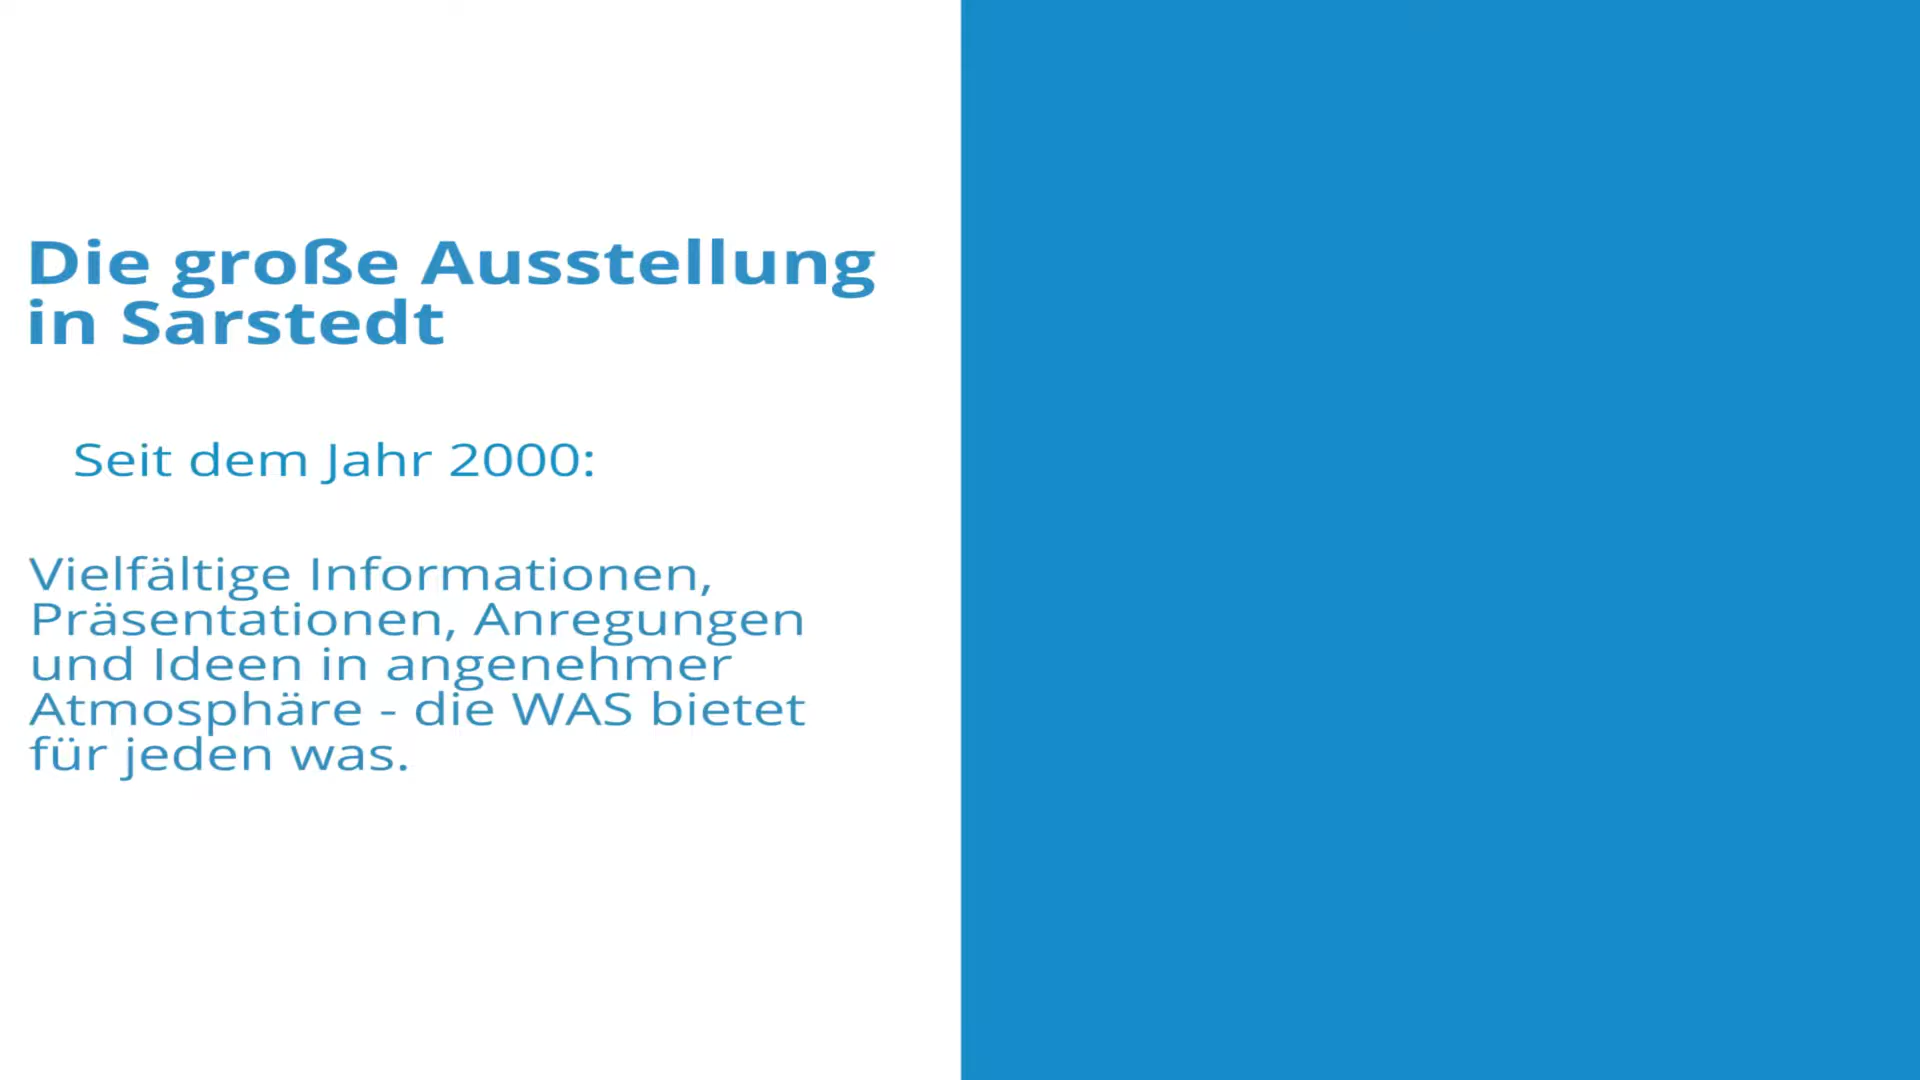 Die große Ausstellung
in Sarstedt
Seit dem Jahr 2000:
Vielfältige Informationen,
Präsentationen, Anregungen
und Ideen in angenehmer
Atmosphäre - die WAS bietet
für jeden was.